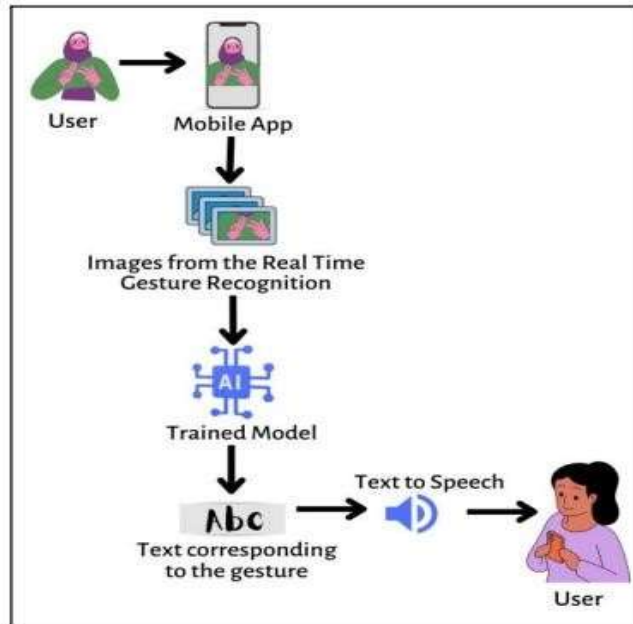 User
Mobile App
Images from the Real Time
Gesture Recognition
AI
Trained Model
Text to Speech
Abc
Text corresponding
to the gesture
User